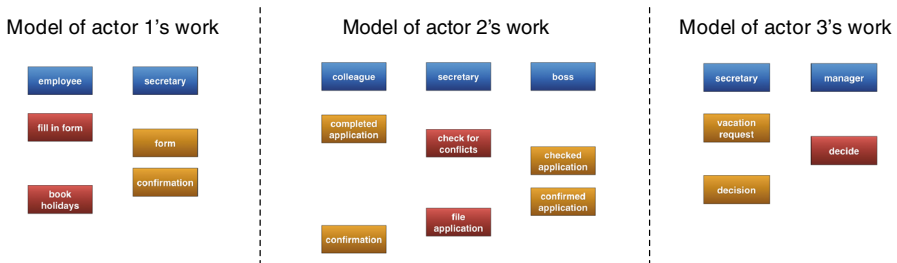 Model of actor 1's work
employee
secretary
fill in form
form
confirmation
book
holidays
Model of actor 2's work
colleague
secretary
boss
completed
application
check for
conflicts
checked
application
confirmed
application
file
application
confirmation
Model of actor 3's work
secretary
manager
vacation
request
decide
decision